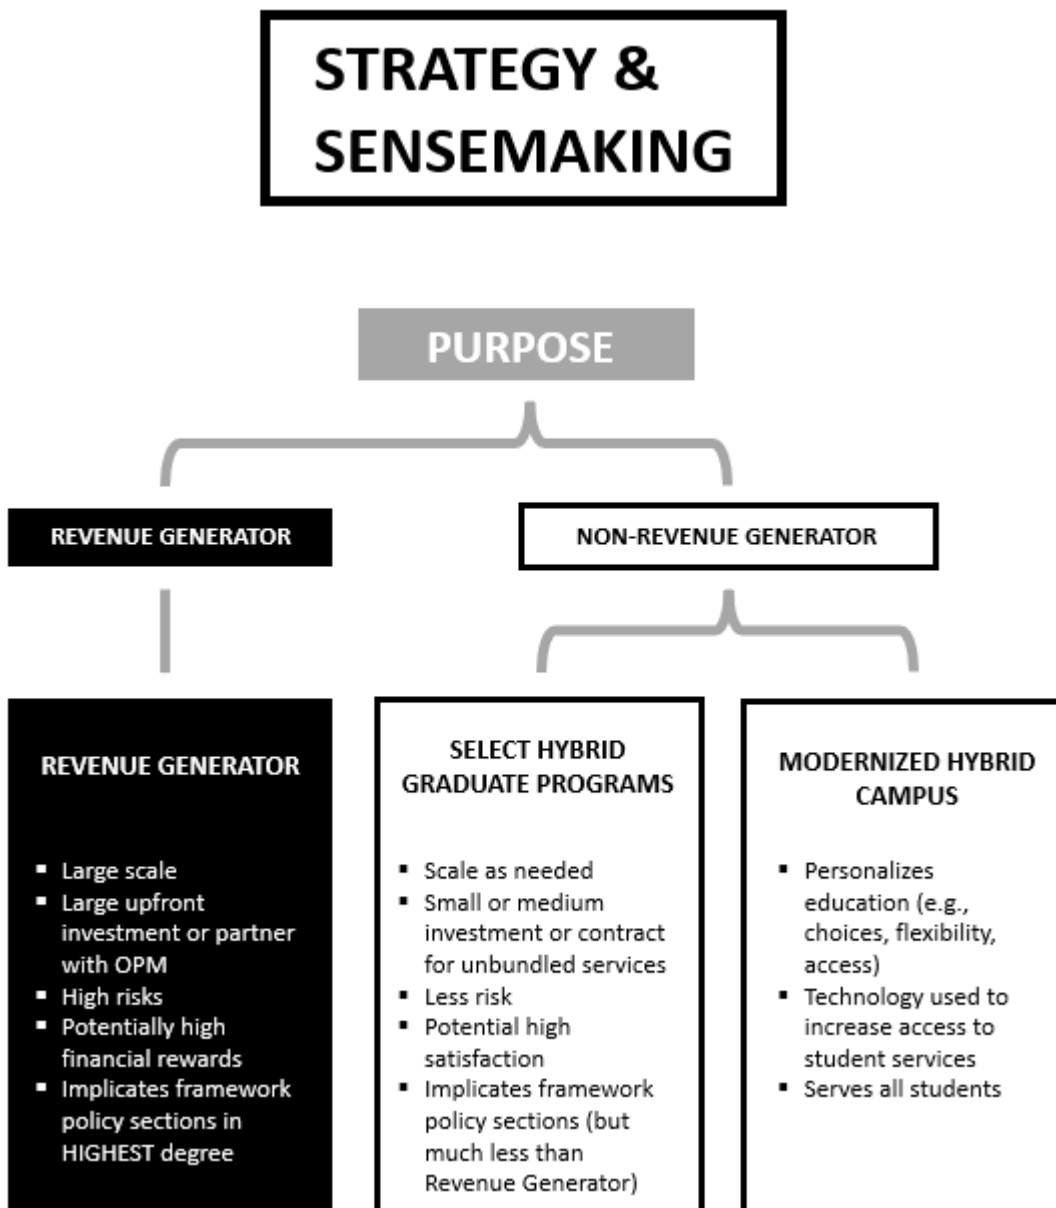 STRATEGY &
SENSEMAKING
PURPOSE
REVENUE GENERATOR
NON-REVENUE GENERATOR
REVENUE GENERATOR
▪ Large scale
▪ Large upfront
investment or partner
with OPM
▪ High risks
▪ Potentially high
financial rewards
▪ Implicates framework
policy sections in
HIGHEST degree
SELECT HYBRID
GRADUATE PROGRAMS
▪ Scale as needed
▪ Small or medium
investment or contract
for unbundled services
▪ Less risk
▪ Potential high
satisfaction
▪ Implicates framework
policy sections (but
much less than
Revenue Generator)
MODERNIZED HYBRID
CAMPUS
▪ Personalizes
education (e.g.,
choices, flexibility,
access)
▪ Technology used to
increase access to
student services
▪ Serves all students